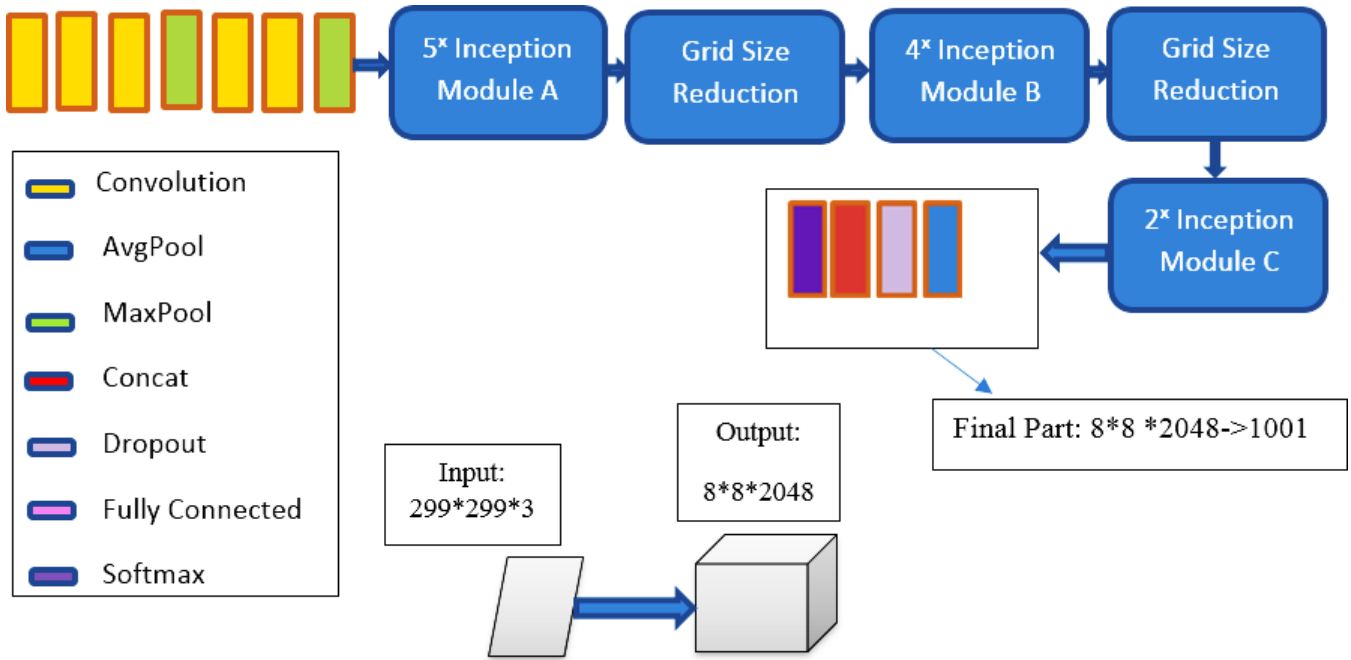 5ˣ Inception
Module A
Grid Size
Reduction
4ˣ Inception
Module B
Grid Size
Reduction
2ˣ Inception
Module C
Convolution
AvgPool
MaxPool
Concat
Dropout
Fully Connected
Softmax
Final Part: 8*8 *2048->1001
Input:
299*299*3
Output:
8*8*2048